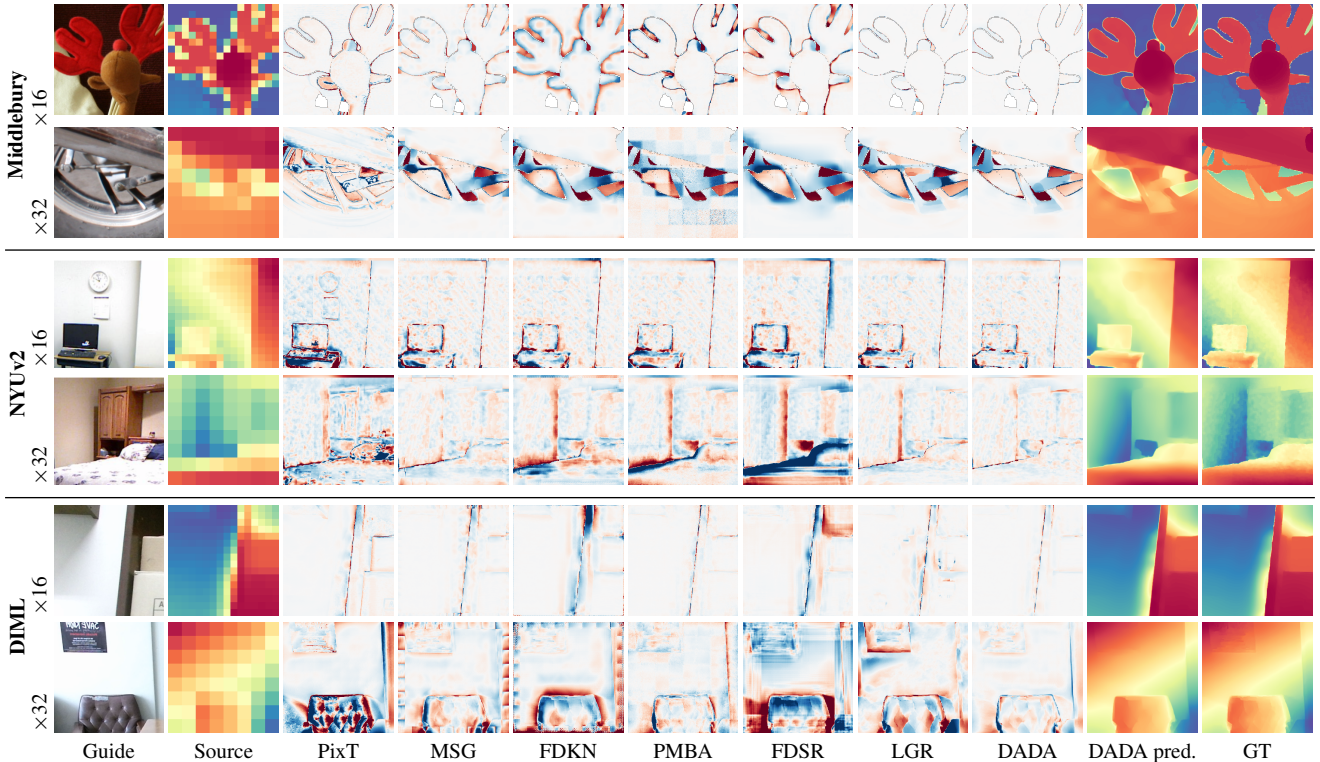 Middlebury
×16
×32
NYUv2
×16
×32
DIML
×16
×32
Guide Source PixT MSG FDKN PMBA FDSR LGR DADA DADA pred. GT